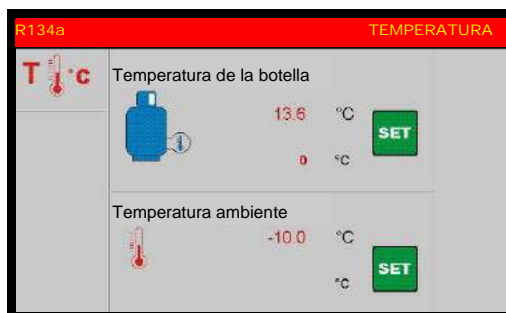 R134a TEMPERATURA
T °c
Temperatura de la botella
13.6 °C
SET
0 °C
Temperatura ambiente
-10.0 °C
SET
°C